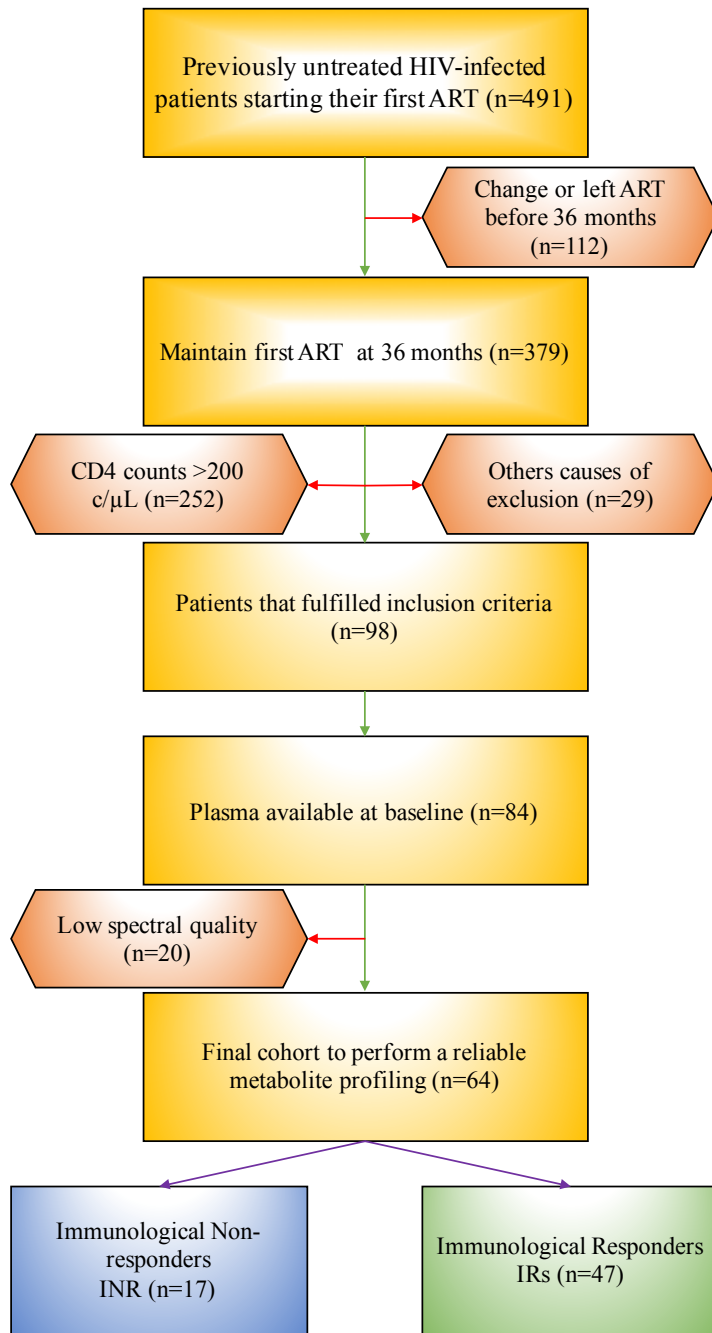 Previously untreated HIV-infected
patients starting their first ART (n=491)
Change or left ART
before 36 months
(n=112)
Maintain first ART at 36 months (n=379)
CD4 counts >200
c/µL (n=252)
Others causes of
exclusion (n=29)
Patients that fulfilled inclusion criteria
(n=98)
Plasma available at baseline (n=84)
Low spectral quality
(n=20)
Final cohort to perform a reliable
metabolite profiling (n=64)
Immunological Non-
responders
INR (n=17)
Immunological Responders
IRs (n=47)